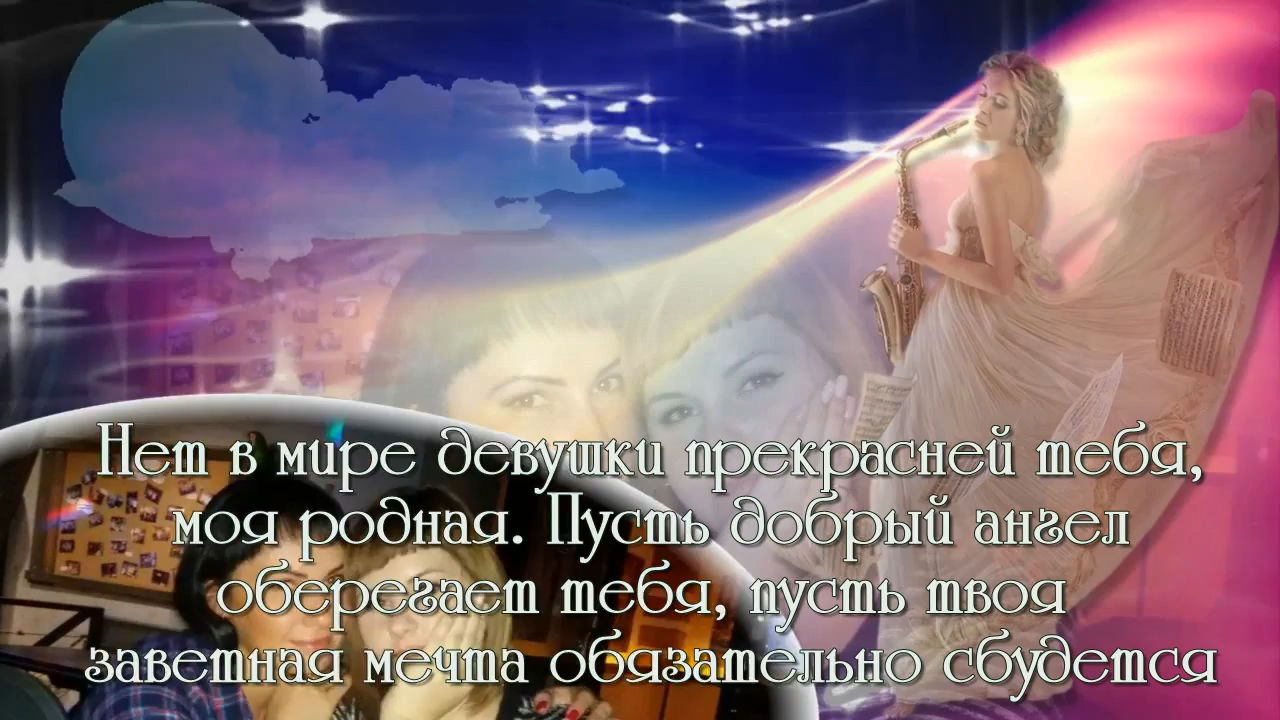 Нет в мире девушки прекрасней тебя,
моя родная. Пусть добрый ангел
оберегает тебя, пусть твоя
заветная мечта обязательно сбудется